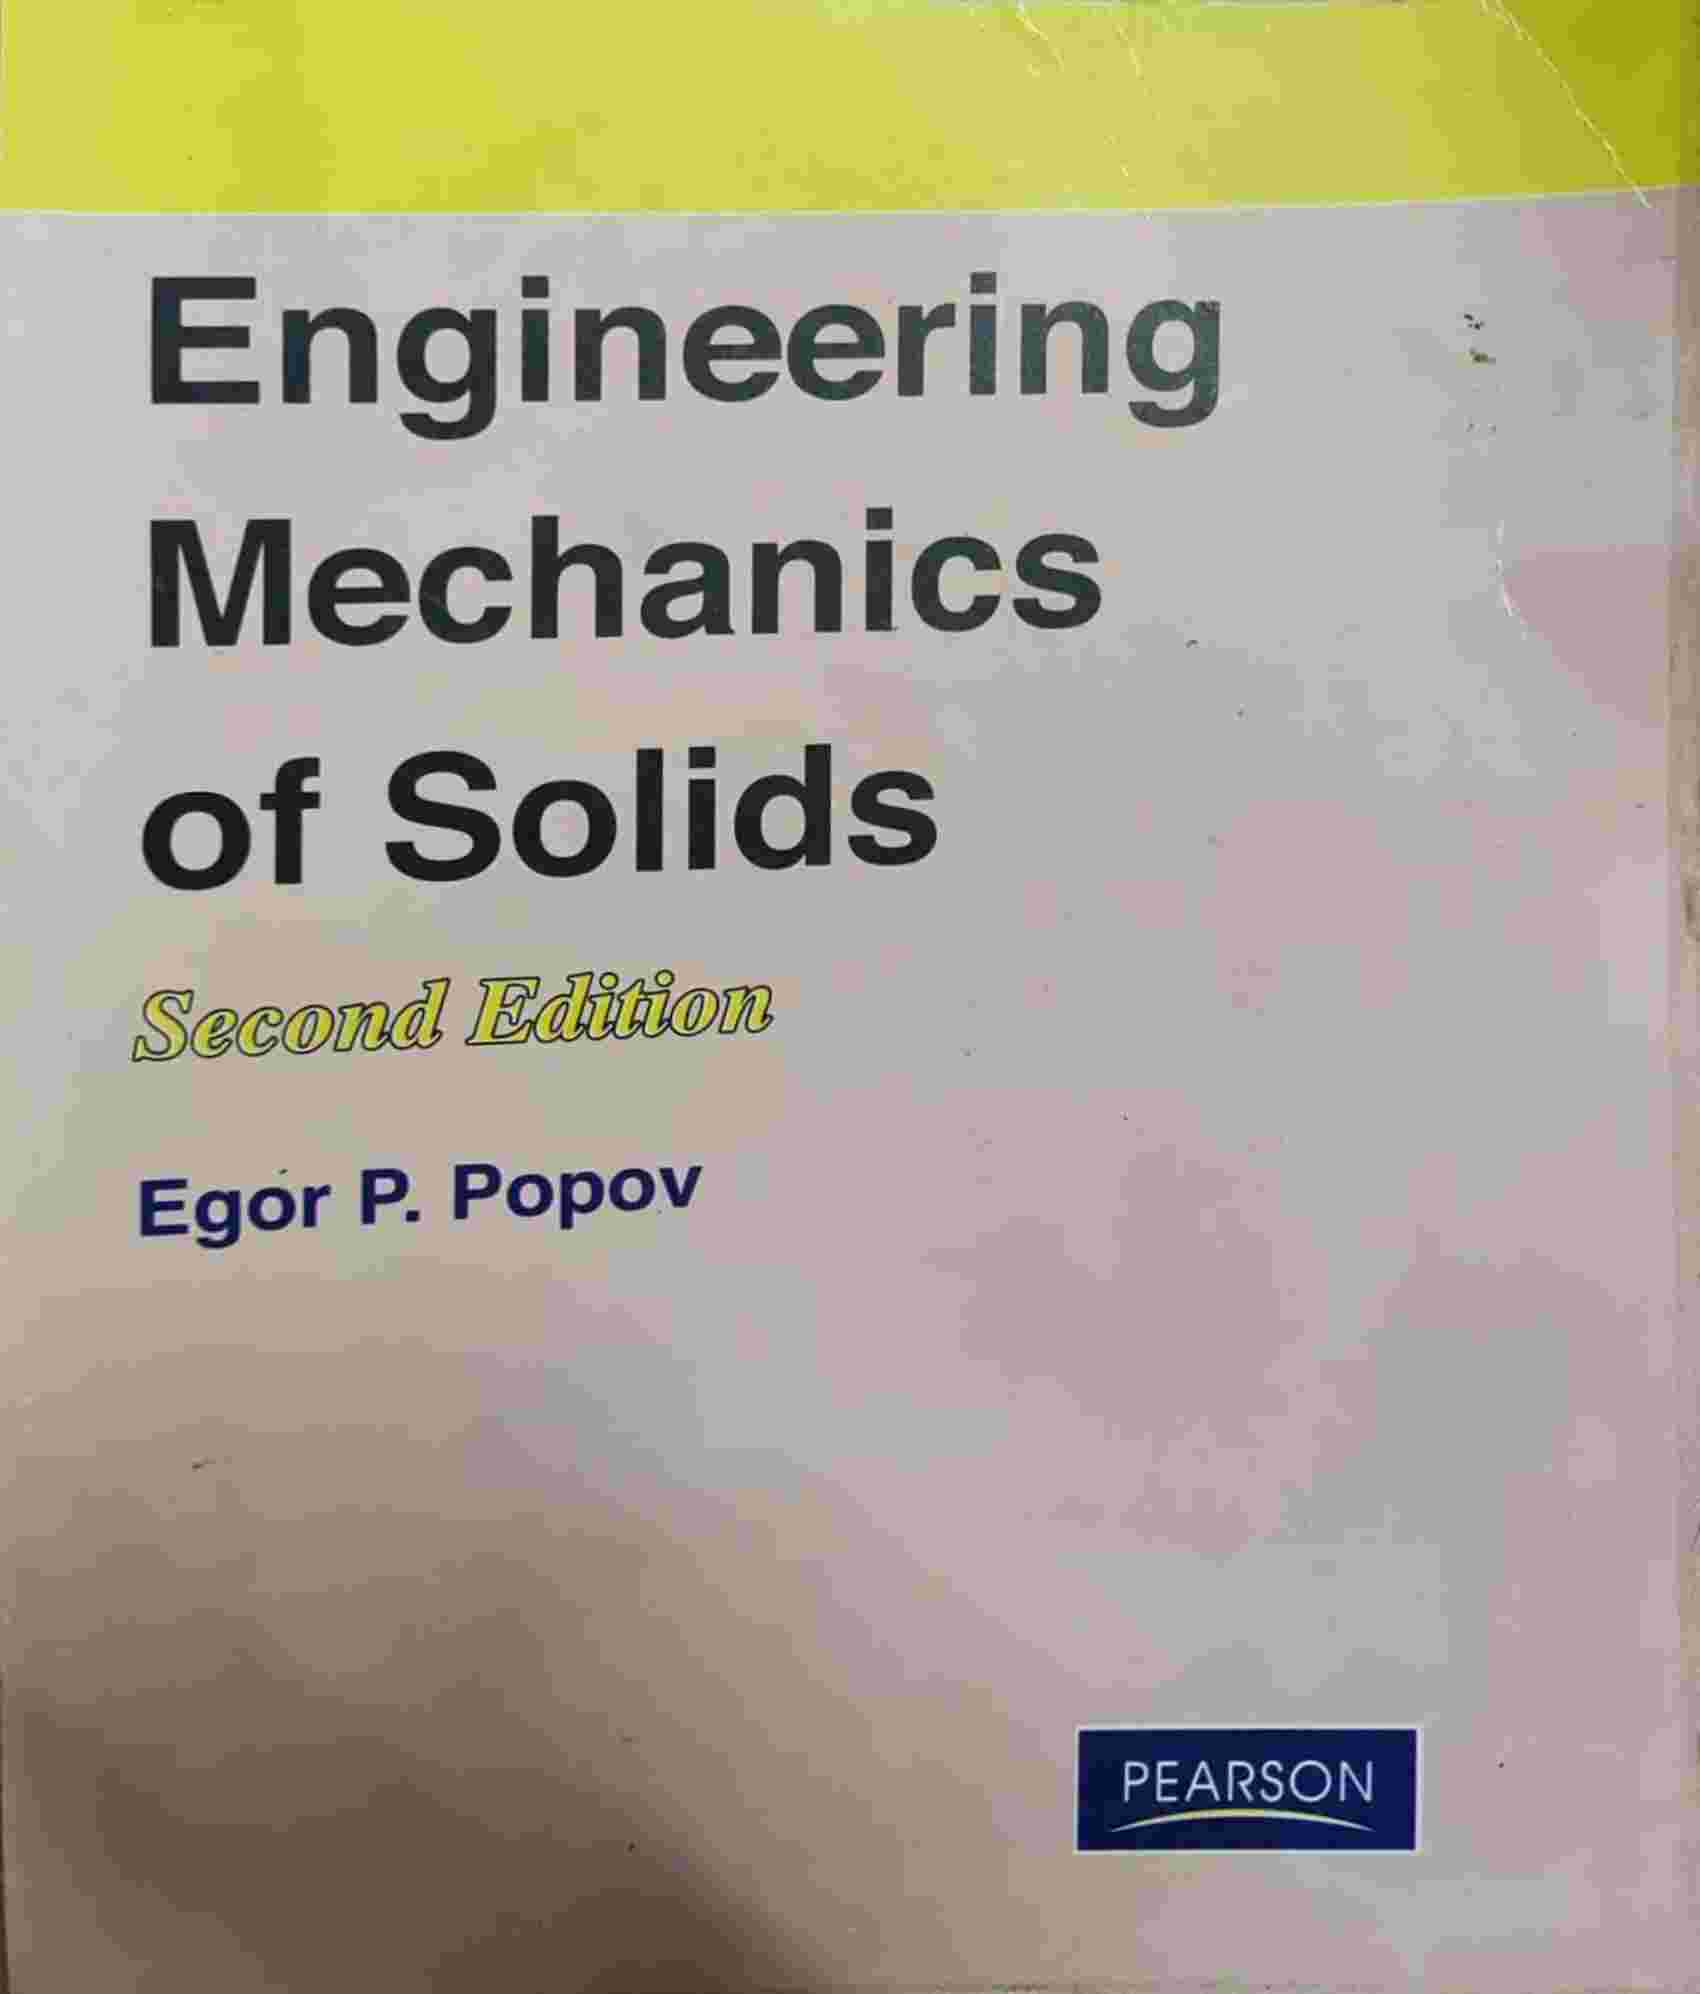 Engineering
Mechanics
of Solids
Second Edition
Egor P. Popov
PEARSON